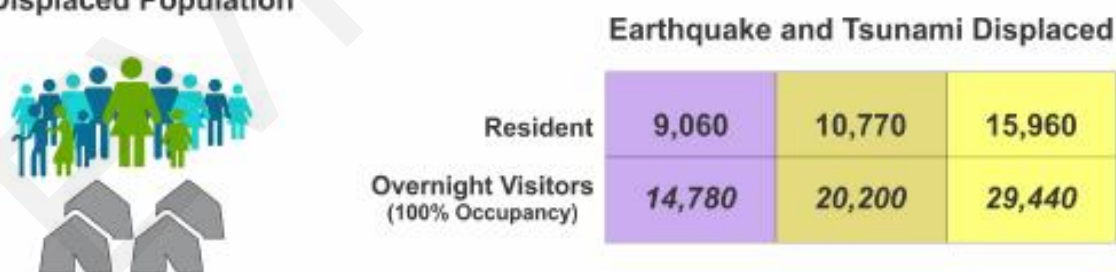 Displaced Population
Earthquake and Tsunami Displaced
Resident 9,060 10,770 15,960
Overnight Visitors
(100% Occupancy) 14,780 20,200 29,440